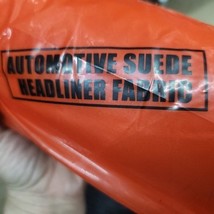 AUTOMOTIVE SUEDE
HEADLINER FABRIC